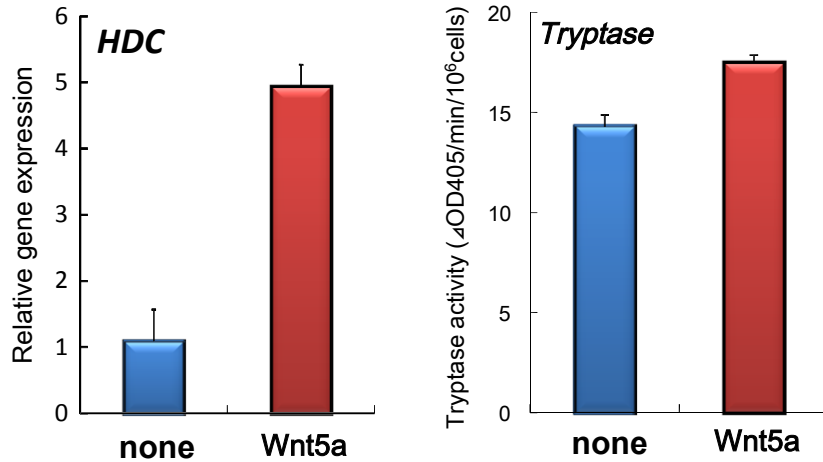 HDC
Relative gene expression
6
5
4
3
2
1
0
none
Wnt5a
Tryptase
Tryptase activity (⊿OD405/min/10⁶cells)
20
15
10
5
0
none
Wnt5a